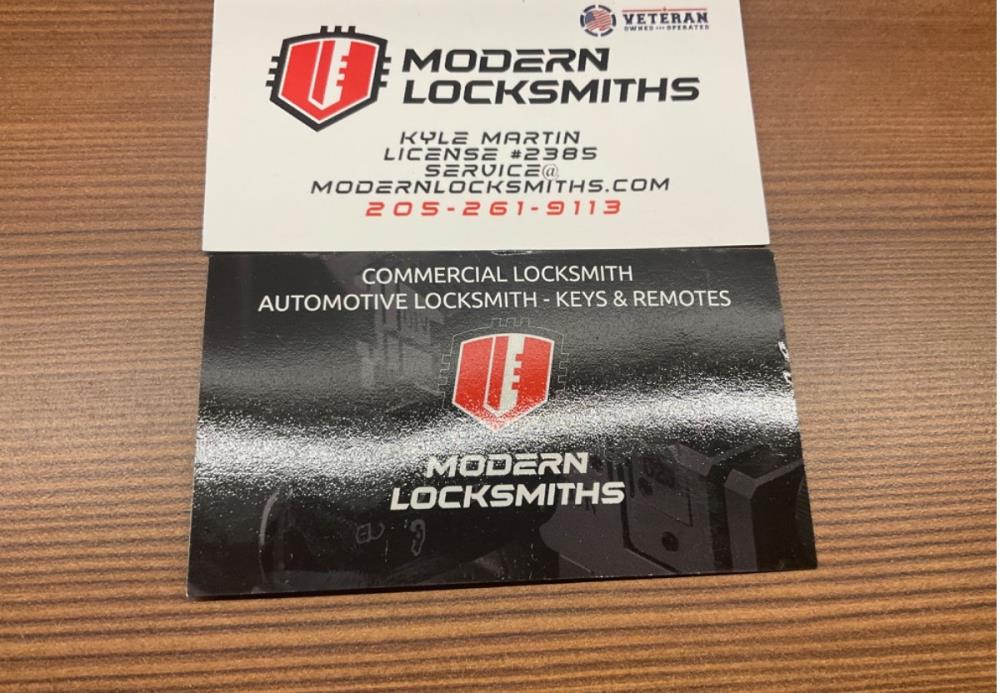 VETERAN
OWNED AND OPERATED
MODERN
LOCKSMITHS
KYLE MARTIN
LICENSE #2385
SERVICE@
MODERNLOCKSMITHS.COM
205-261-9113
COMMERCIAL LOCKSMITH
AUTOMOTIVE LOCKSMITH - KEYS & REMOTES
MODERN
LOCKSMITHS